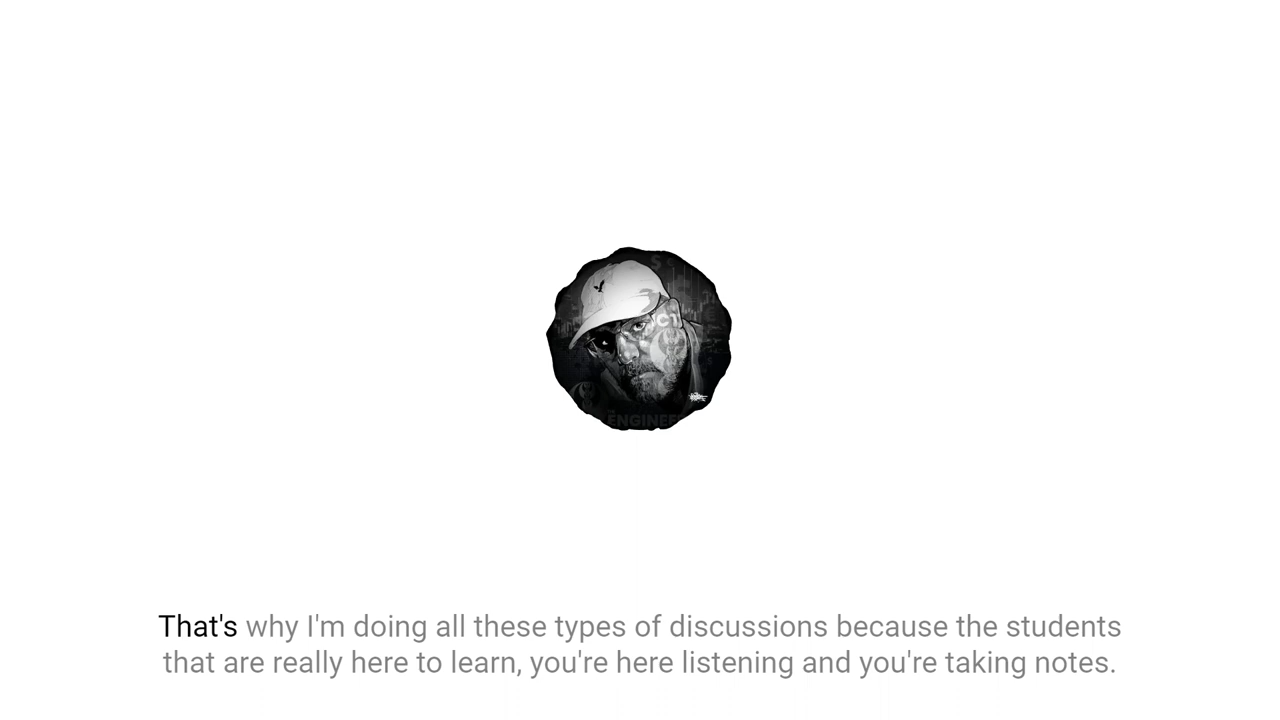 ENGINEE
That's why I'm doing all these types of discussions because the students
that are really here to learn, you're here listening and you're taking notes.